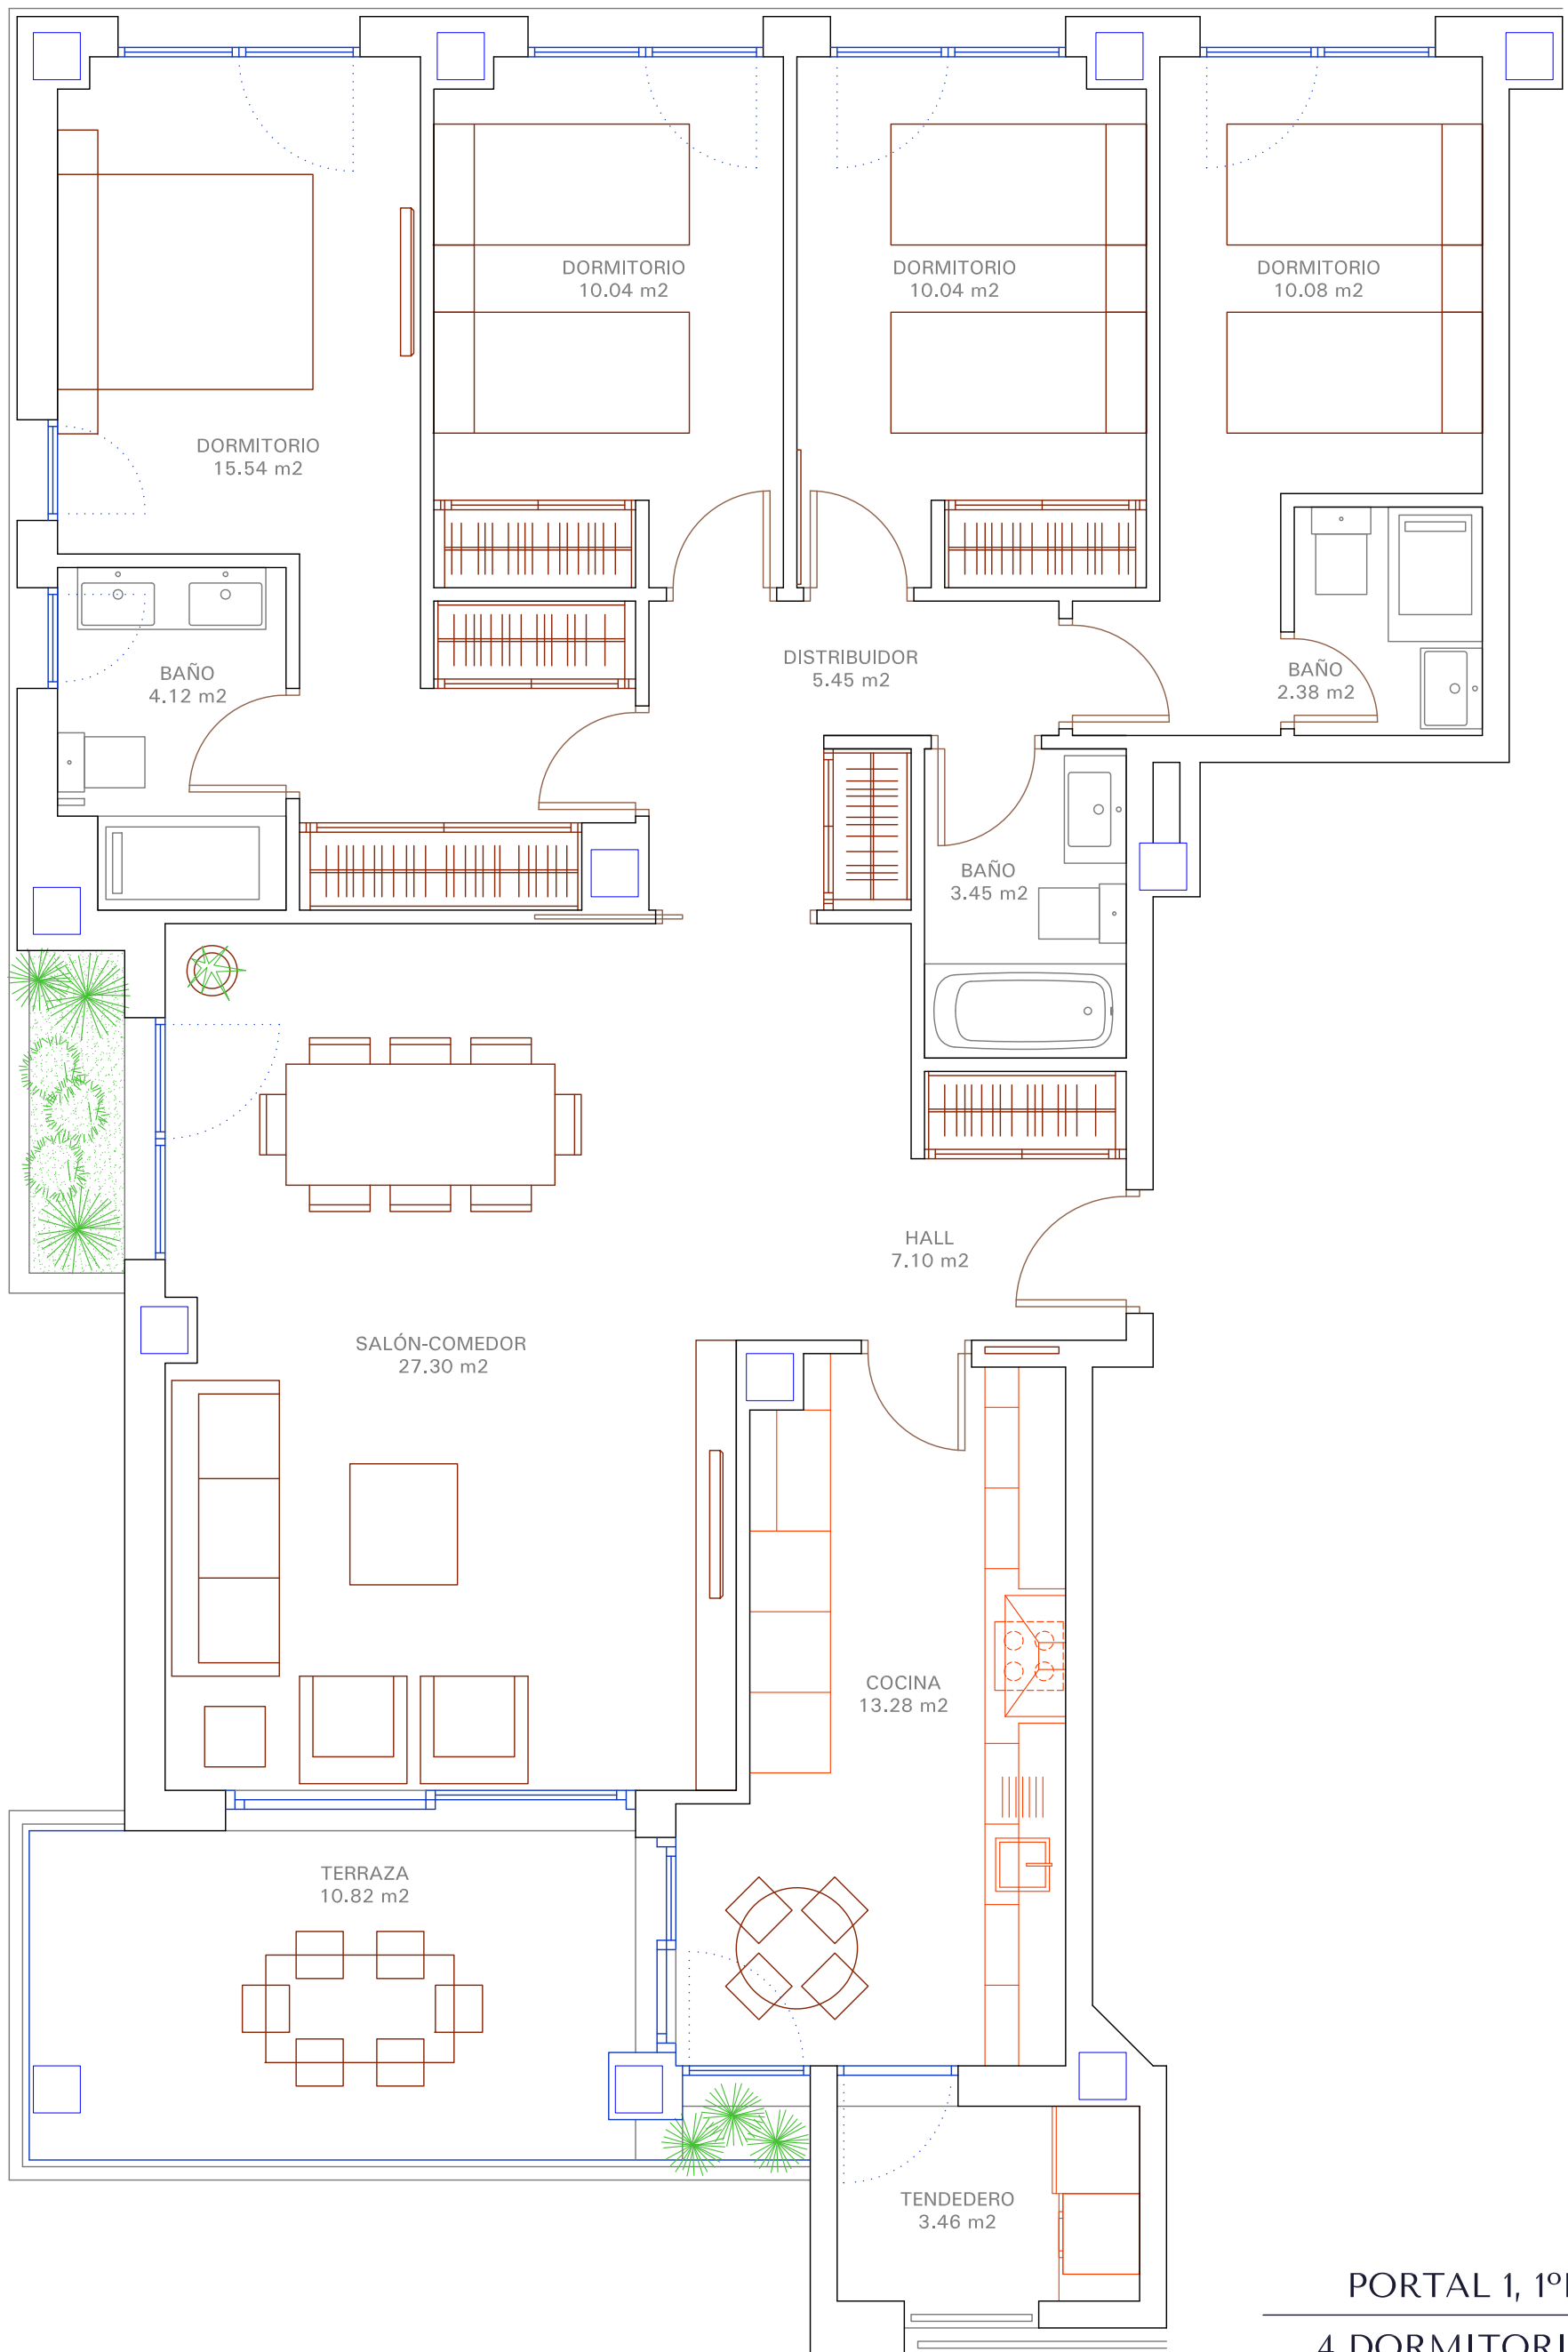 DORMITORIO
10.04 m2
DORMITORIO
10.04 m2
DORMITORIO
10.08 m2
DORMITORIO
15.54 m2
DISTRIBUIDOR
5.45 m2
BAÑO
4.12 m2
BAÑO
2.38 m2
BAÑO
3.45 m2
HALL
7.10 m2
SALÓN-COMEDOR
27.30 m2
COCINA
13.28 m2
TERRAZA
10.82 m2
TENDEDERO
3.46 m2
PORTAL 1,
4